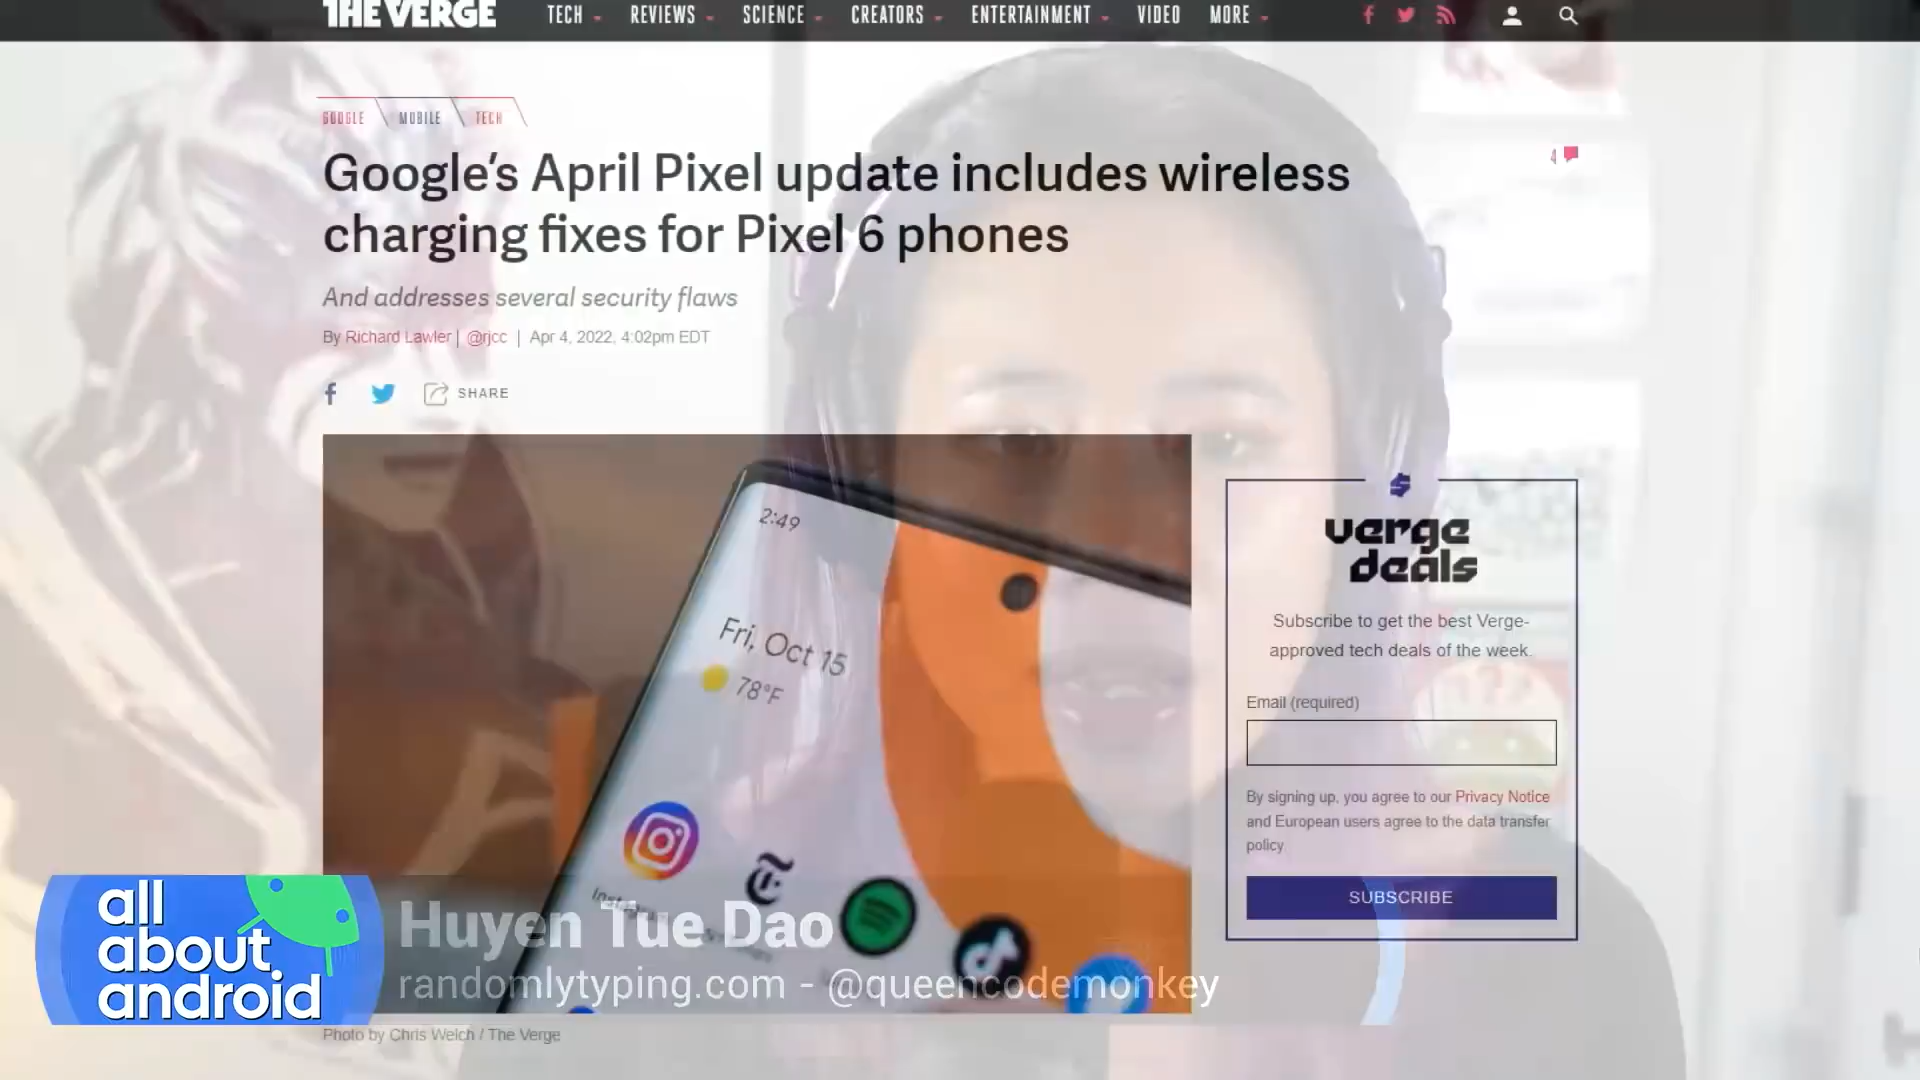 THE VERGE
TECH REVIEWS SCIENCE CREATORS ENTERTAINMENT VIDEO MORE
GOOGLE MOBILE TECH
Google's April Pixel update includes wireless
charging fixes for Pixel 6 phones
4
And addresses several security flaws
By Richard Lawler | @rjcc | Apr 4, 2022, 4:02pm EDT
SHARE
2:49
Fri, Oct 15
78°F
verge
deals
Subscribe to get the best Verge-
approved tech deals of the week.
Email (required)
By signing up, you agree to our Privacy Notice
and European users agree to the data transfer
policy
SUBSCRIBE
all
about
android
Huyen Tue Dao
randomlytyping.com - @queencodemonkey
Photo by Chris Welch / The Verge